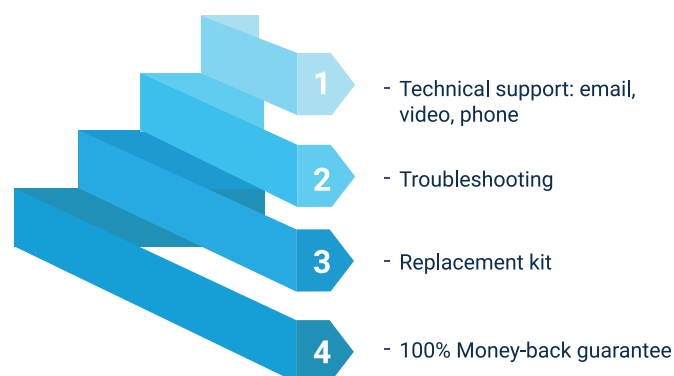 1
- Technical support: email,
video, phone
2
- Troubleshooting
3
- Replacement kit
4
- 100% Money-back guarantee